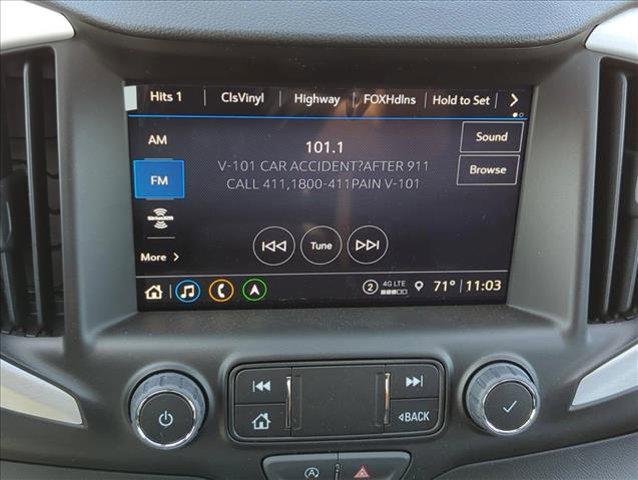 Hits 1 ClsVinyl Highway FOXHdlns Hold to Set
AM
101.1
Sound
V-101 CAR ACCIDENT?AFTER 911
FM
CALL 411,1800-411PAIN V-101
Browse
Tune
More
2 4G LTE 71° 11:03
BACK